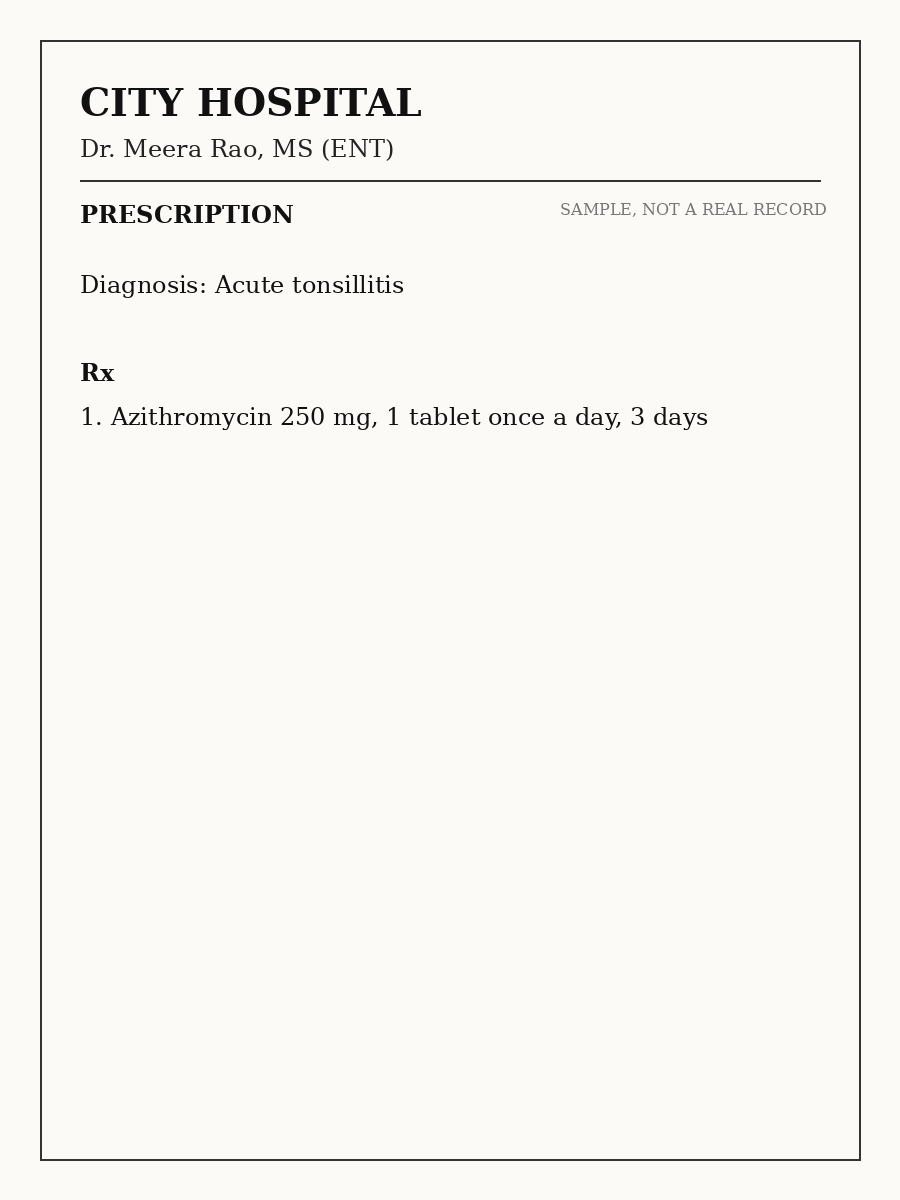 CITY HOSPITAL
Dr. Meera Rao, MS (ENT)
PRESCRIPTION
SAMPLE, NOT A REAL RECORD
Diagnosis: Acute tonsillitis
Rx
1. Azithromycin 250 mg, 1 tablet once a day, 3 days